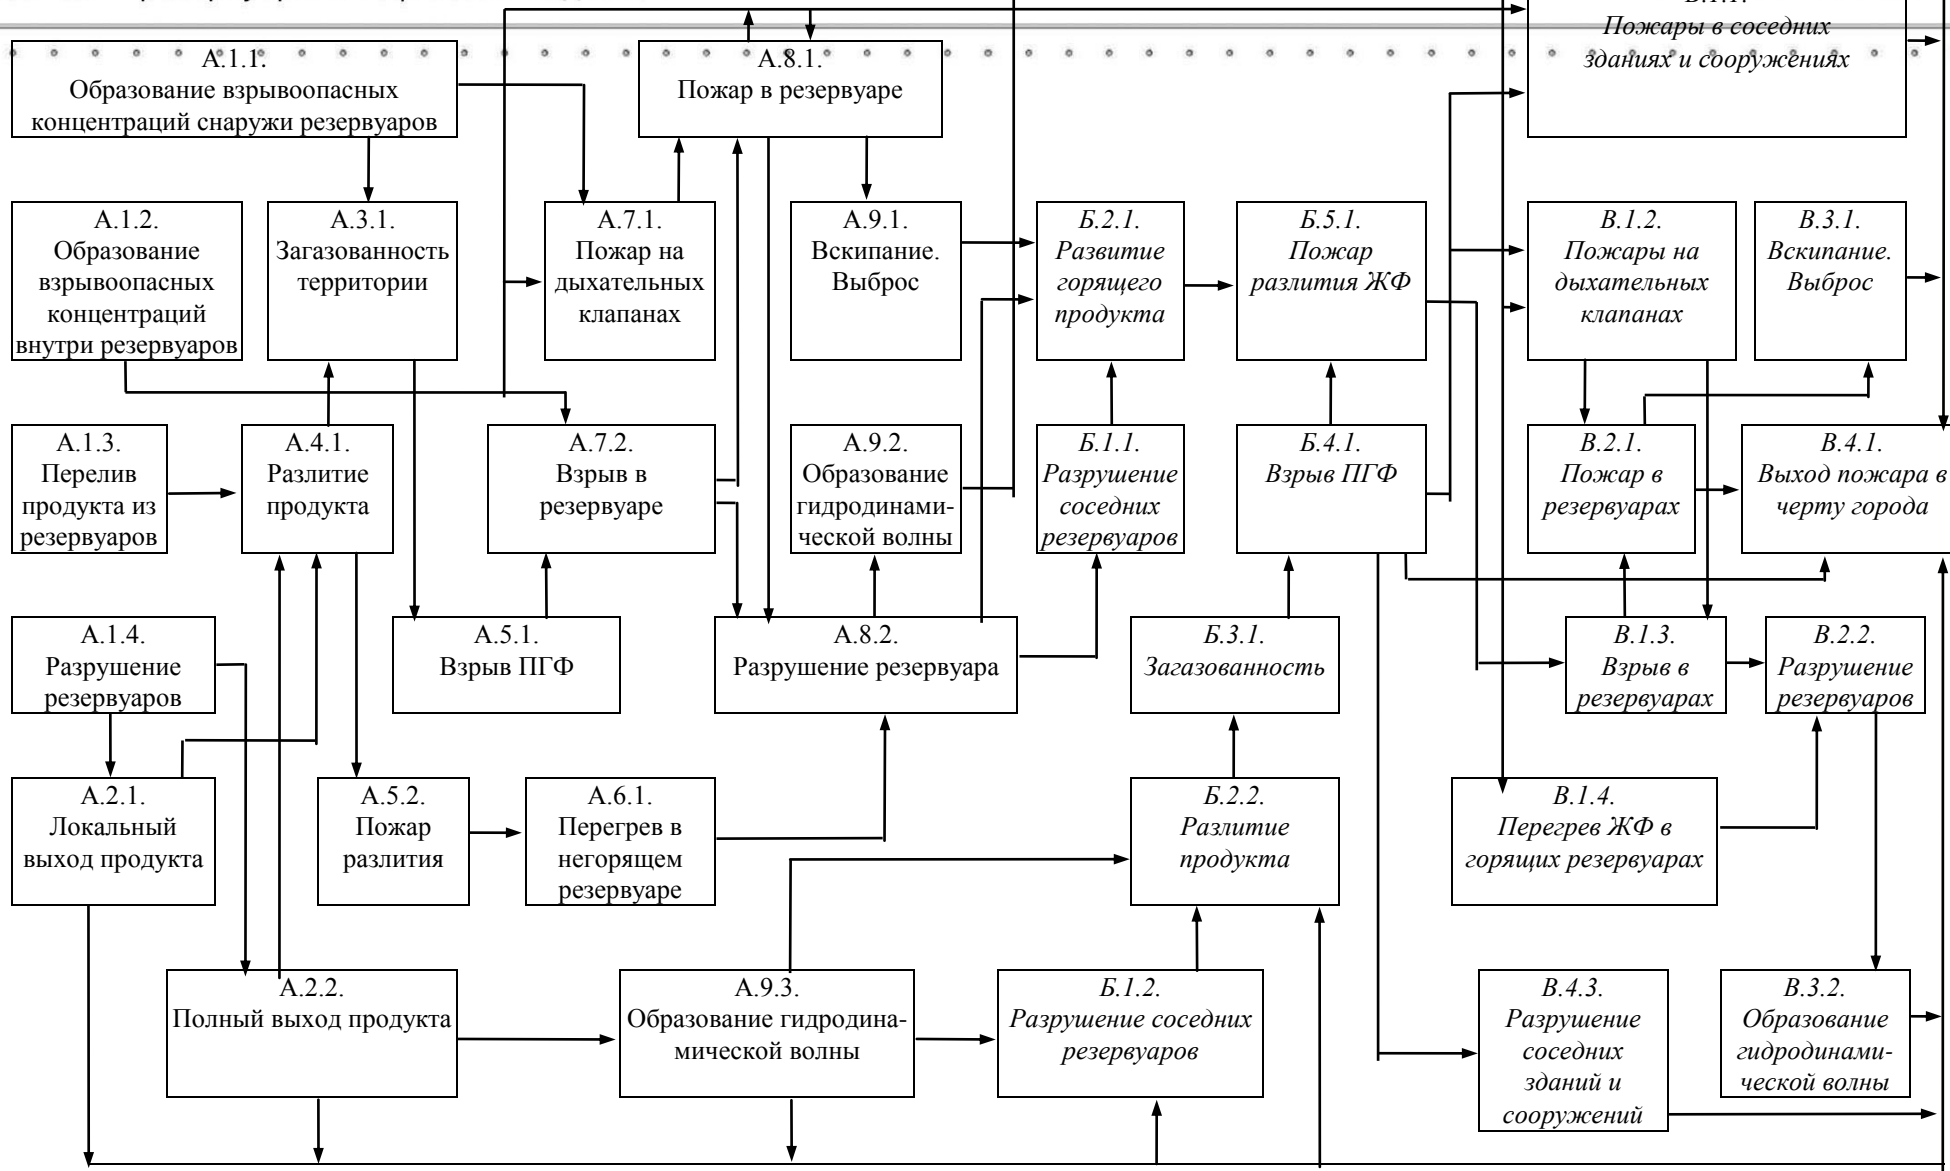 В.1.1.
Пожары в соседних
зданиях и сооружениях
А.1.1.
Образование взрывоопасных
концентраций снаружи резервуаров
А.8.1.
Пожар в резервуаре
А.1.2.
Образование
взрывоопасных
концентраций
внутри резервуаров
А.3.1.
Загазованность
территории
А.7.1.
Пожар на
дыхательных
клапанах
А.9.1.
Вскипание.
Выброс
Б.2.1.
Развитие
горящего
продукта
Б.5.1.
Пожар
разлития ЖФ
В.1.2.
Пожары на
дыхательных
клапанах
В.3.1.
Вскипание.
Выброс
А.1.3.
Перелив
продукта из
резервуаров
А.4.1.
Разлитие
продукта
А.7.2.
Взрыв в
резервуаре
А.9.2.
Образование
гидродинами-
ческой волны
Б.1.1.
Разрушение
соседних
резервуаров
Б.4.1.
Взрыв ПГФ
В.2.1.
Пожар в
резервуарах
В.4.1.
Выход пожара в
черту города
А.1.4.
Разрушение
резервуаров
А.5.1.
Взрыв ПГФ
А.8.2.
Разрушение резервуара
Б.3.1.
Загазованность
В.1.3.
Взрыв в
резервуарах
В.2.2.
Разрушение
резервуаров
А.2.1.
Локальный
выход продукта
А.5.2.
Пожар
разлития
А.6.1.
Перегрев в
негорящем
резервуаре
Б.2.2.
Разлитие
продукта
В.1.4.
Перегрев ЖФ в
горящих резервуарах
А.2.2.
Полный выход продукта
А.9.3.
Образование гидродина-
мической волны
Б.1.2.
Разрушение соседних
резервуаров
В.4.3.
Разрушение
соседних
зданий и
сооружений
В.3.2.
Образование
гидродинами-
ческой волны